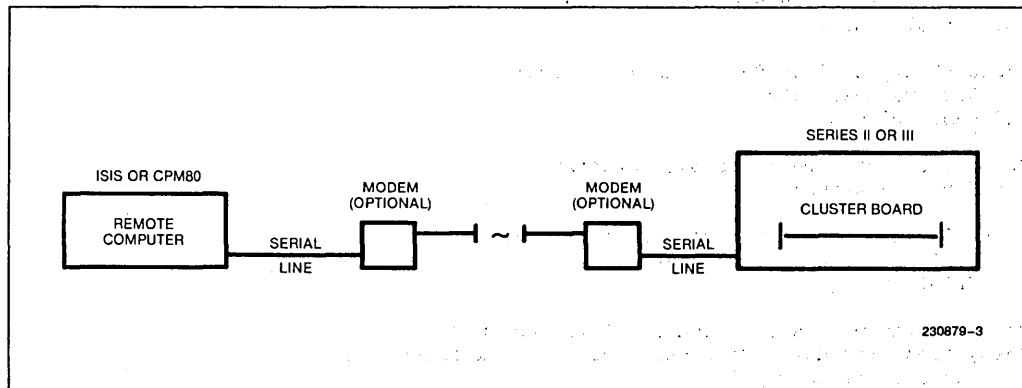 ISIS OR CPM80
REMOTE
COMPUTER
SERIAL
LINE
MODEM
(OPTIONAL)
~
MODEM
(OPTIONAL)
SERIAL
LINE
SERIES II OR III
CLUSTER BOARD
230879-3